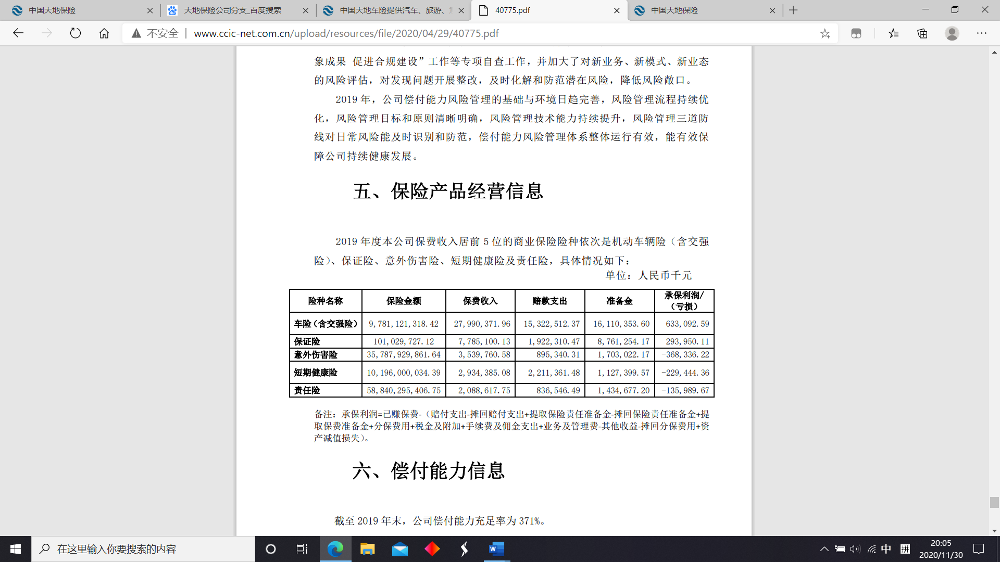 中国大地保险
大地保险公司分支_百度搜索
中国大地车险提供汽车、旅游、
40775.pdf
中国大地保险
不安全
www.ccic-net.com.cn/upload/resources/file/2020/04/29/40775.pdf
象成果 促进合规建设”工作等专项自查工作，并加大了对新业务、新模式、新业态
的风险评估，对发现问题开展整改，及时化解和防范潜在风险，降低风险敞口。
2019 年，公司偿付能力风险管理的基础与环境日趋完善，风险管理流程持续优
化，风险管理目标和原则清晰明确，风险管理技术能力持续提升，风险管理三道防
线对日常风险能及时识别和防范，偿付能力风险管理体系整体运行有效，能有效保
障公司持续健康发展。
五、保险产品经营信息
2019 年度本公司保费收入居前 5 位的商业保险险种依次是机动车辆险（含交强
险）、保证险、意外伤害险、短期健康险及责任险，具体情况如下：
单位：人民币千元
险种名称 保险金额 保费收入 赔款支出 准备金 承保利润/
（亏损）
车险（含交强险） 9,781,121,318.42 27,990,371.96 15,322,512.37 16,110,353.60 633,092.59
保证险 101,029,727.12 7,785,100.13 1,922,310.47 8,761,254.17 293,950.11
意外伤害险 35,787,929,861.64 3,539,760.58 895,340.31 1,703,022.17 -368,336.22
短期健康险 10,196,000,034.39 2,934,385.08 2,211,361.48 1,127,399.57 -229,444.36
责任险 58,840,295,406.75 2,088,617.75 836,546.49 1,434,677.20 -135,989.67
备注：承保利润=已赚保费-（赔付支出-摊回赔付支出+提取保险责任准备金-摊回保险责任准备金+提
取保费准备金+分保费用+税金及附加+手续费及佣金支出+业务及管理费-其他收益-摊回分保费用+资
产减值损失）。
六、偿付能力信息
截至 2019 年末，公司偿付能力充足率为 371%。
在这里输入你要搜索的内容
中
拼
20:05
2020/11/30